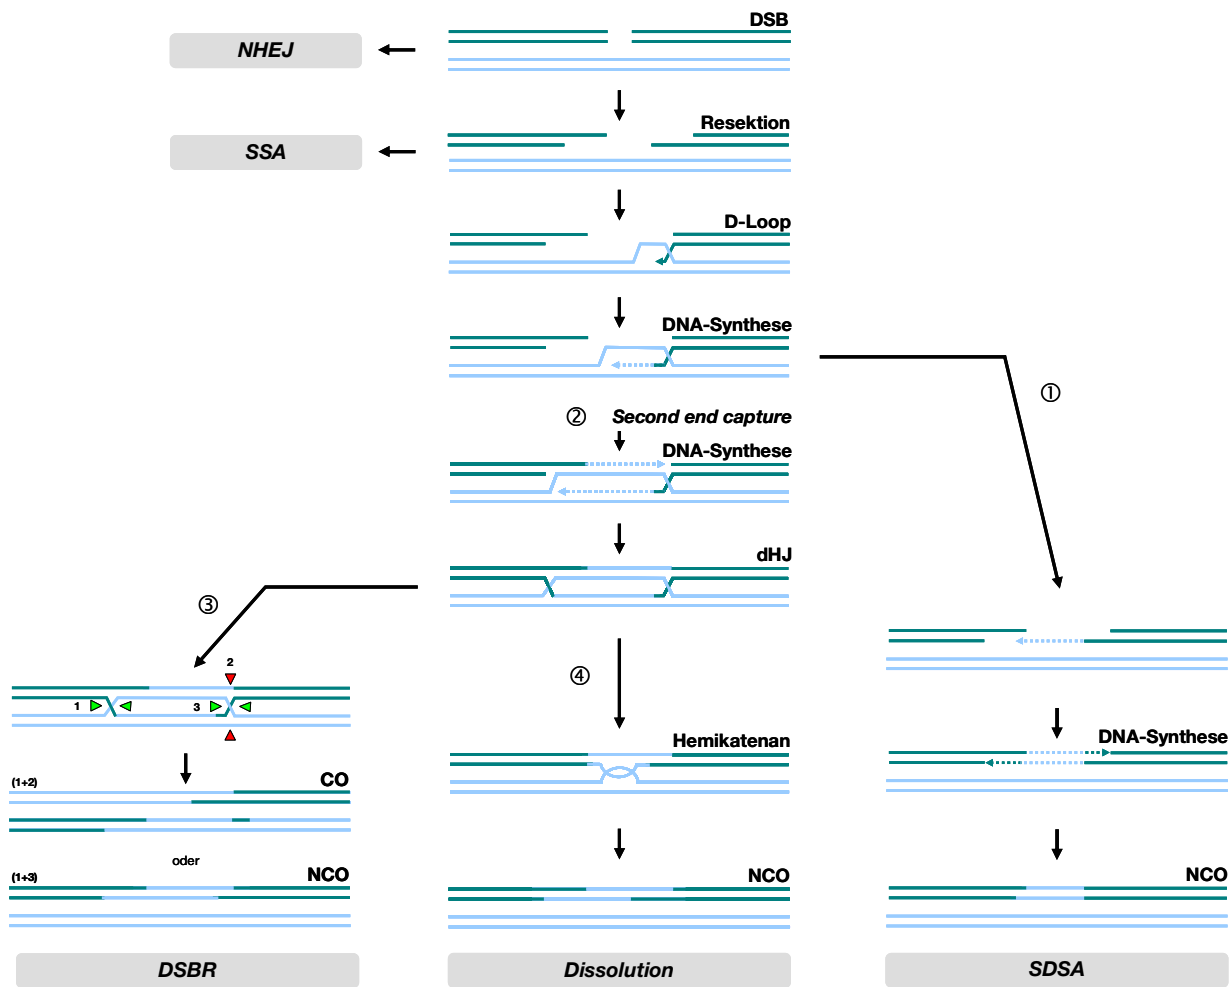 DSB
NHEJ
Resektion
SSA
D-Loop
DNA-Synthese
①
② Second end capture
DNA-Synthese
dHJ
③
④
2
1
3
Hemikatenan
DNA-Synthese
(1+2)
CO
oder
(1+3)
NCO
NCO
NCO
DSBR
Dissolution
SDSA